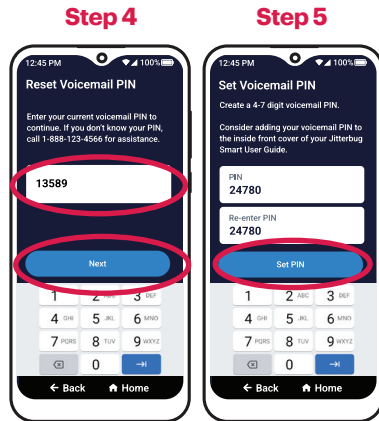 Step 4
12:45 PM 100%
Reset Voicemail PIN
Enter your current voicemail PIN to
continue. If you don't know your PIN,
call 1-888-123-4566 for assistance.
13589
Next
1 2 ABC 3 DEF
4 GHI 5 JKL 6 MNO
7 PQRS 8 TUV 9 WXYZ
0
Back Home
Step 5
12:45 PM 100%
Set Voicemail PIN
Create a 4-7 digit voicemail PIN.
Consider adding your voicemail PIN to
the inside front cover of your Jitterbug
Smart User Guide.
PIN
24780
Re-enter PIN
24780
Set PIN
1 2 ABC 3 DEF
4 GHI 5 JKL 6 MNO
7 PQRS 8 TUV 9 WXYZ
0
Back Home